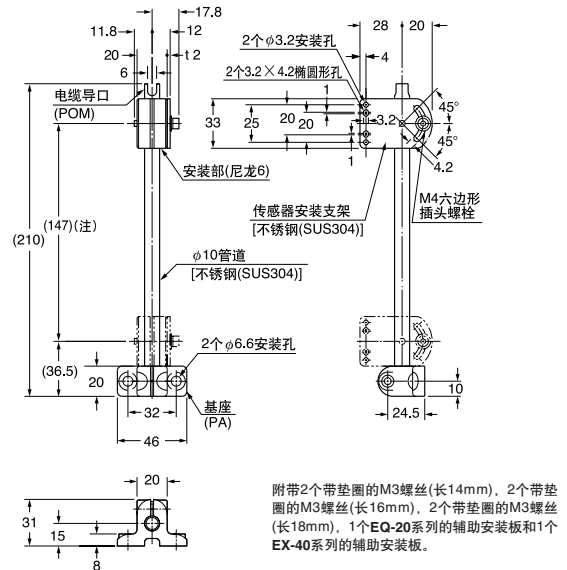 17.8
11.8
12
20
t 2
6
电缆导口
(POM)
安装部(尼龙6)
(147)(注)
(210)
φ10管道
[不锈钢(SUS304)]
2个φ6.6安装孔
(36.5)
20
32
46
基座
(PA)
28
20
2个φ3.2安装孔
4
2个3.2×4.2椭圆形孔
1
33
25
20
20
3.2
1
45°
45°
4.2
M4六边形
插头螺栓
传感器安装支架
[不锈钢(SUS304)]
10
24.5
20
31
15
8
附带2个带垫圈的M3螺丝(长14mm)，2个带垫
圈的M3螺丝(长16mm)，2个带垫圈的M3螺丝
(长18mm)，1个EQ-20系列的辅助安装板和1个
EX-40系列的辅助安装板。